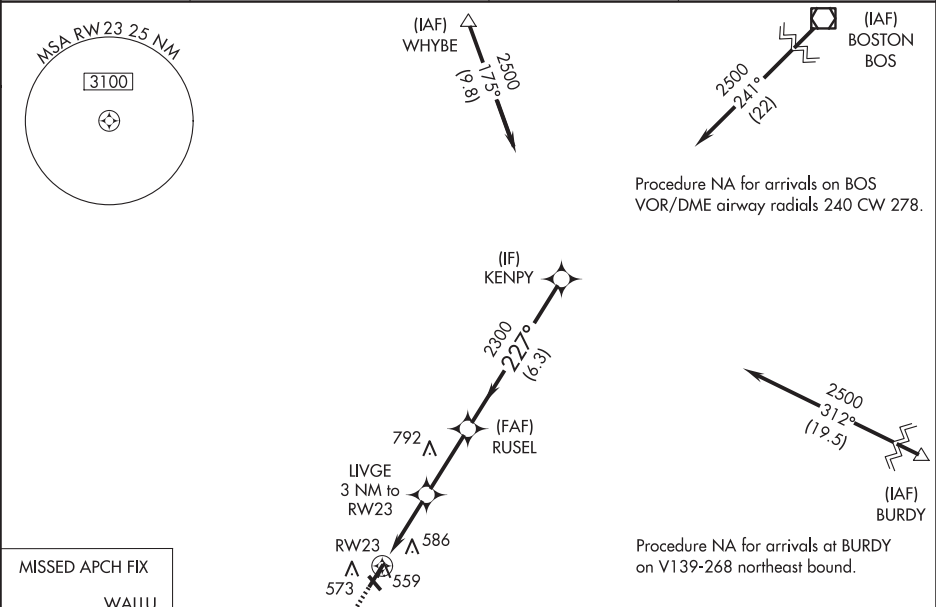 MSA RW 23 25 NM
3100
(IAF)
WHYBE
2500
175°
(9.8)
(IAF)
BOSTON
BOS
2500
241°
(22)
Procedure NA for arrivals on BOS
VOR/DME airway radials 240 CW 278.
(IF)
KENPY
2300
227°
(6.3)
(FAF)
RUSEL
792
LIVGE
3 NM to
RW23
2500
312°
(19.5)
(IAF)
BURDY
RW23
586
573
559
Procedure NA for arrivals at BURDY
on V139-268 northeast bound.
MISSED APCH FIX
WALLU